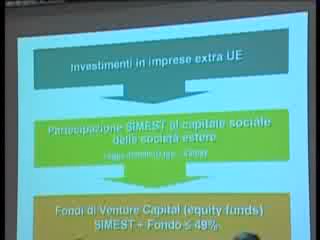 Investimenti in imprese extra UE
Partecipazione SIMEST al capitale sociale
delle società estere
Fondi di Venture Capital (equity funds)
SIMEST + Fondo ≤ 49%